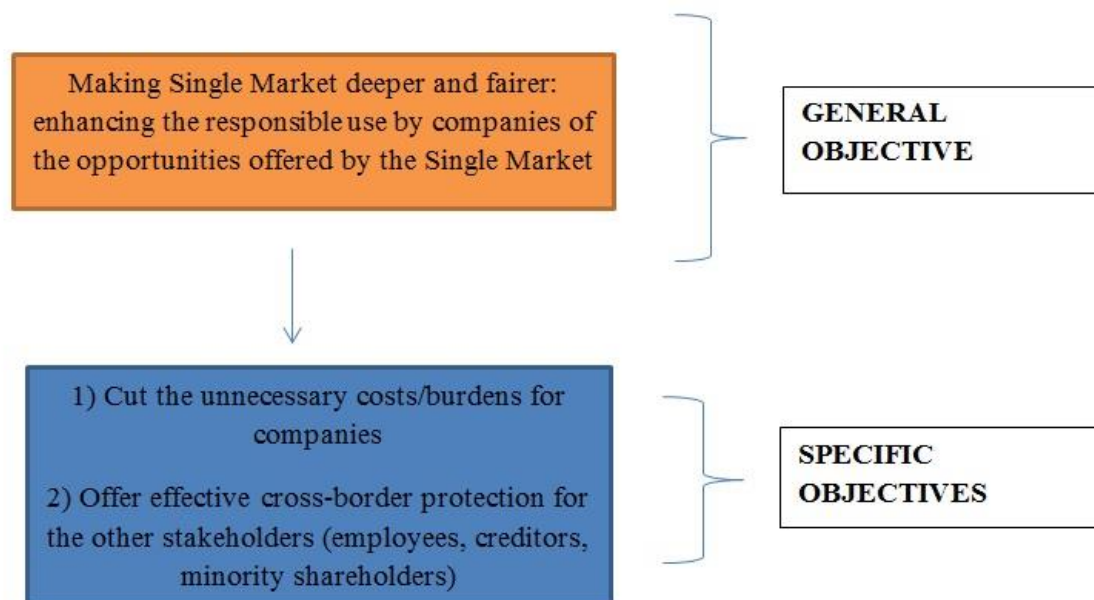 Making Single Market deeper and fairer:
enhancing the responsible use by companies of
the opportunities offered by the Single Market
GENERAL
OBJECTIVE
1) Cut the unnecessary costs/burdens for
companies
2) Offer effective cross-border protection for
the other stakeholders (employees, creditors,
minority shareholders)
SPECIFIC
OBJECTIVES